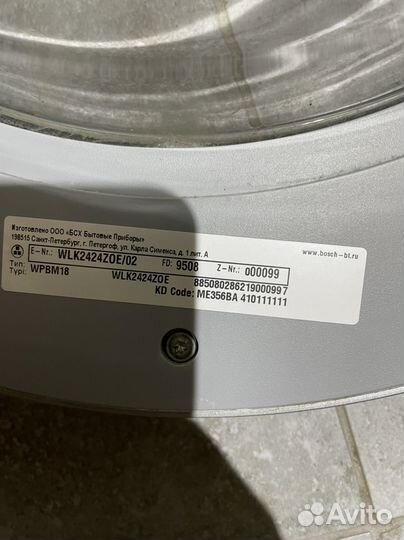 Изготовлено ООО «БСХ Бытовые Приборы»
198515 Санкт-Петербург, г. Петергоф, ул. Карла Сименса, д. 1 лит. А
www.bosch-bt.ru
E-Nr.: WLK2424ZOE/02 FD: 9508 Z-Nr.: 000099
Тип:
Typ: WPBM18 WLK2424ZOE 885080286219000997
KD Code: ME356BA 410111111
Avito